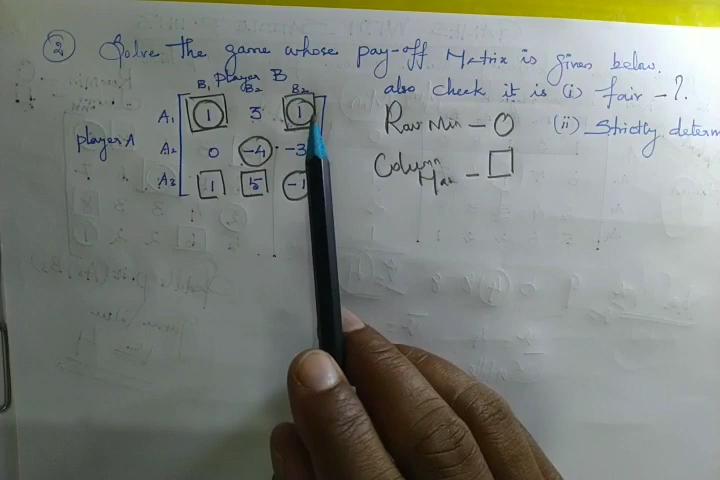 ② Solve the game whose pay-off Matrix is given below.
also check it is (i) fair - ?.
(ii) Strictly determ
player B
B₁ B₂ B₃
A₁ 1 3 1
player A A₂ 0 -4 -3
A₃ 1 5 -1
Row Min - ○
Column Max - □